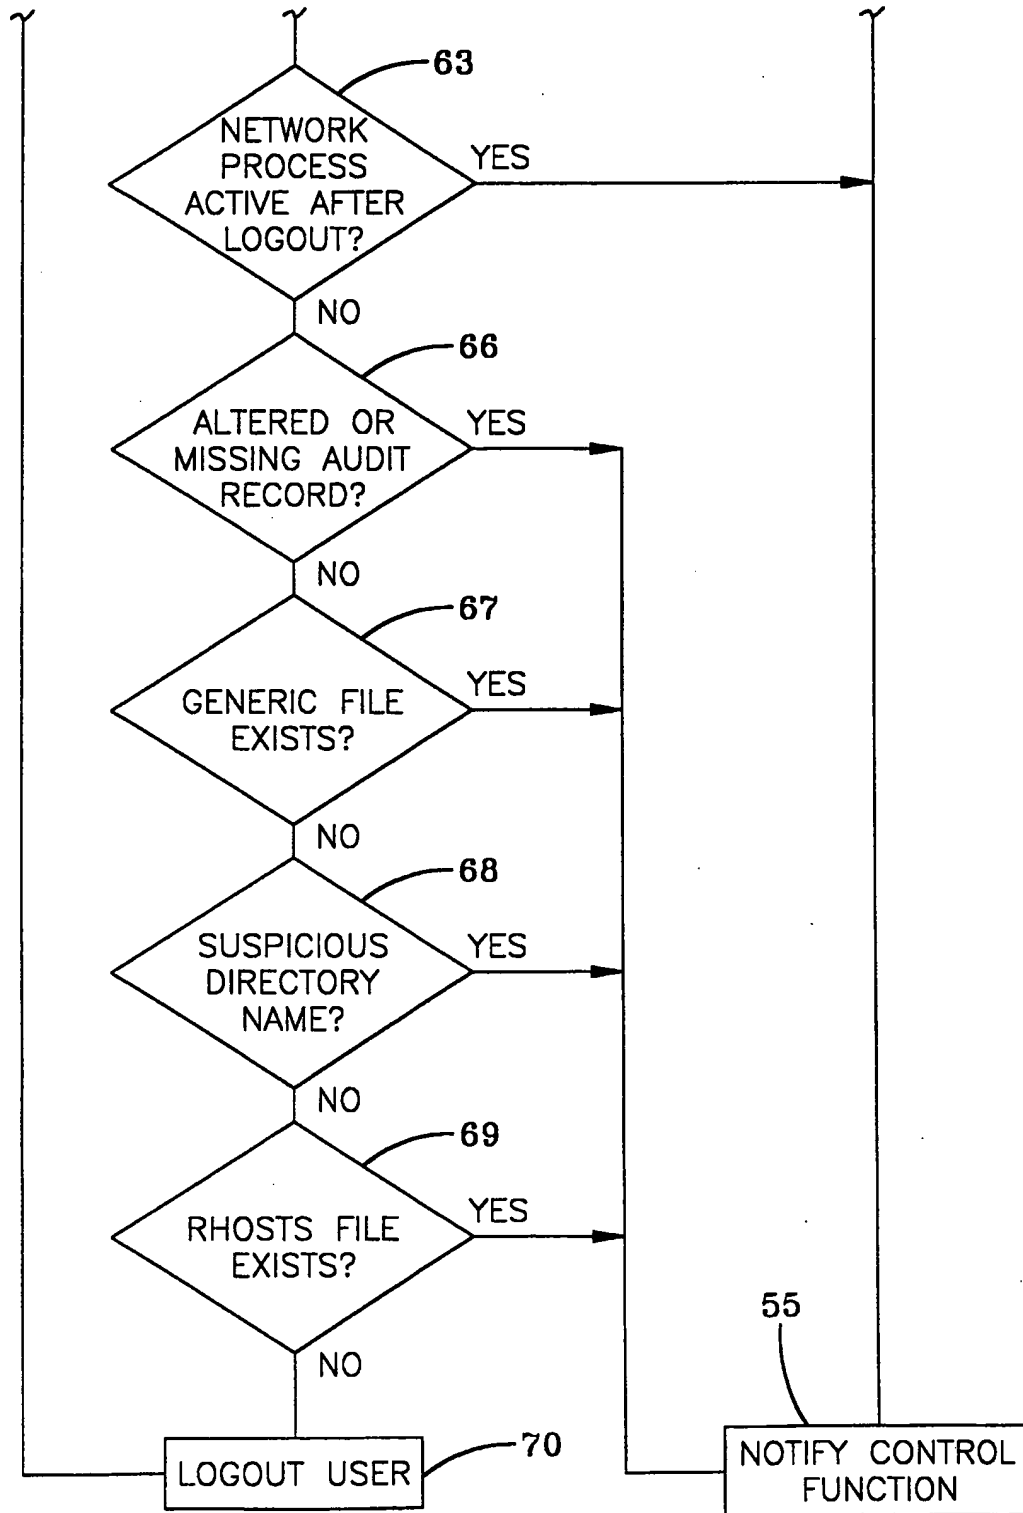 63
NETWORK
PROCESS
ACTIVE AFTER
LOGOUT?
YES
NO
66
ALTERED OR
MISSING AUDIT
RECORD?
YES
NO
67
GENERIC FILE
EXISTS?
YES
NO
68
SUSPICIOUS
DIRECTORY
NAME?
YES
NO
69
RHOSTS FILE
EXISTS?
YES
NO
55
LOGOUT USER
70
NOTIFY CONTROL
FUNCTION